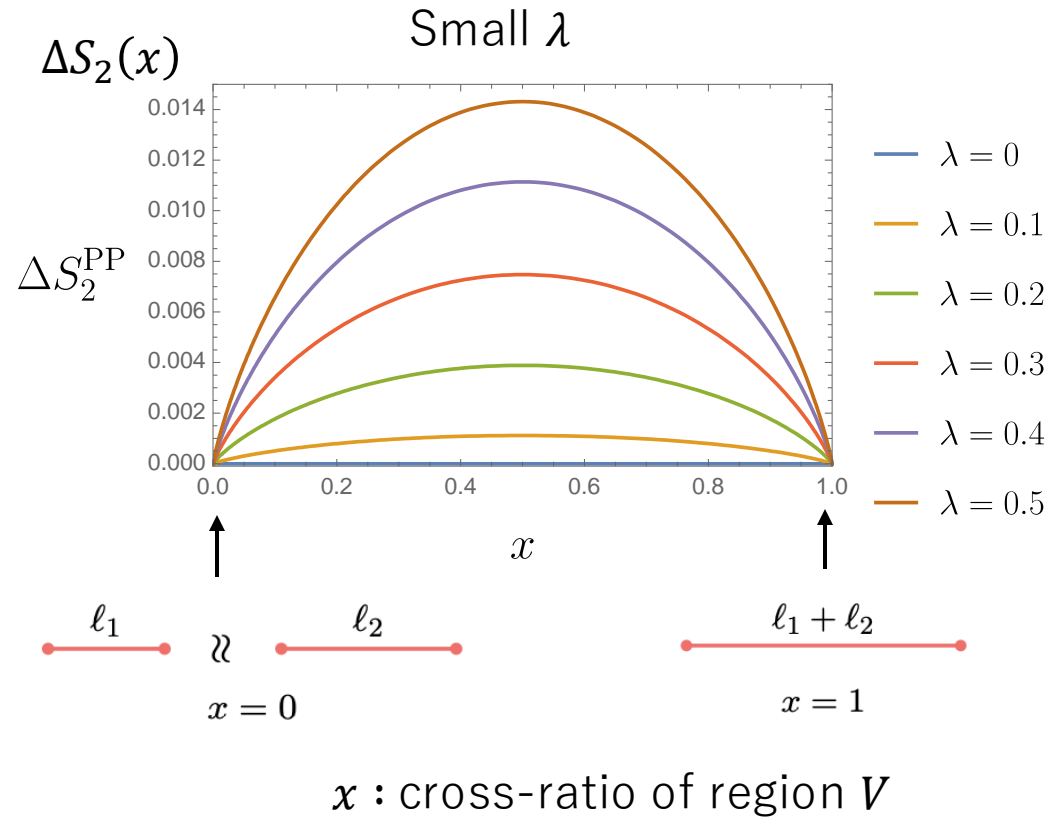 Small λ
ΔS₂(x)
0.014
0.012
0.010
0.008
0.006
0.004
0.002
0.000
ΔS₂ᴾᴾ
0.0 0.2 0.4 0.6 0.8 1.0
x
λ = 0
λ = 0.1
λ = 0.2
λ = 0.3
λ = 0.4
λ = 0.5
ℓ₁ ≈ ℓ₂
x = 0
ℓ₁ + ℓ₂
x = 1
x : cross-ratio of region V